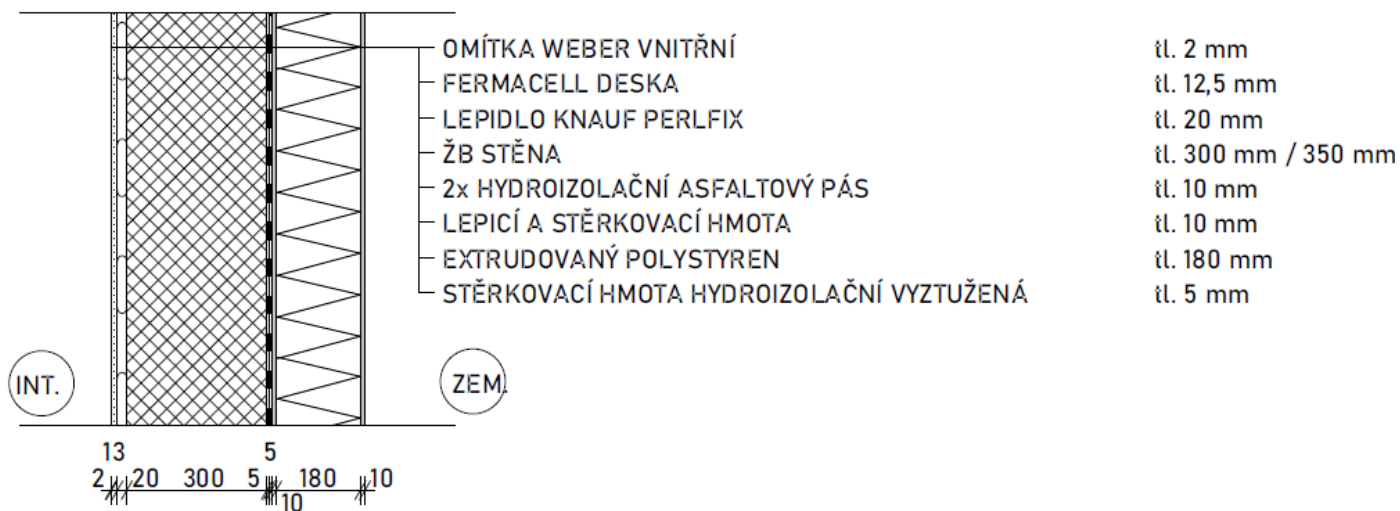 OMÍTKA WEBER VNITŘNÍ tl. 2 mm
FERMACELL DESKA tl. 12,5 mm
LEPIDLO KNAUF PERLFIX tl. 20 mm
ŽB STĚNA tl. 300 mm / 350 mm
2x HYDROIZOLAČNÍ ASFALTOVÝ PÁS tl. 10 mm
LEPICÍ A STĚRKOVACÍ HMOTA tl. 10 mm
EXTRUDOVANÝ POLYSTYREN tl. 180 mm
STĚRKOVACÍ HMOTA HYDROIZOLAČNÍ VYZTUŽENÁ tl. 5 mm
INT. ZEM.
13 5
2 20 300 5 180 10
10